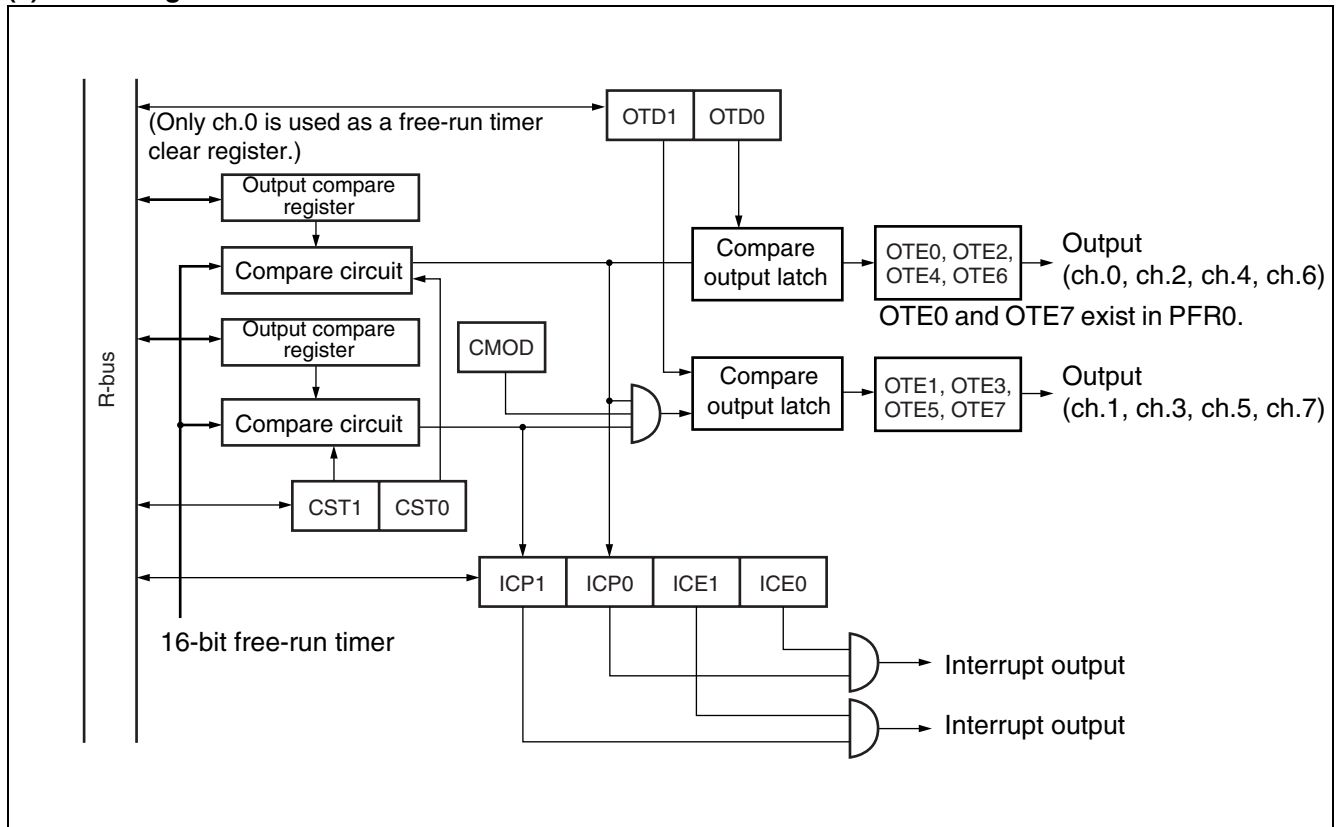 (Only ch.0 is used as a free-run timer
clear register.)
OTD1 OTD0
Output compare
register
Compare circuit
Compare
output latch
OTE0, OTE2,
OTE4, OTE6
Output
(ch.0, ch.2, ch.4, ch.6)
OTE0 and OTE7 exist in PFR0.
R-bus
Output compare
register
CMOD
Compare circuit
Compare
output latch
OTE1, OTE3,
OTE5, OTE7
Output
(ch.1, ch.3, ch.5, ch.7)
CST1 CST0
ICP1 ICP0 ICE1 ICE0
16-bit free-run timer
Interrupt output
Interrupt output